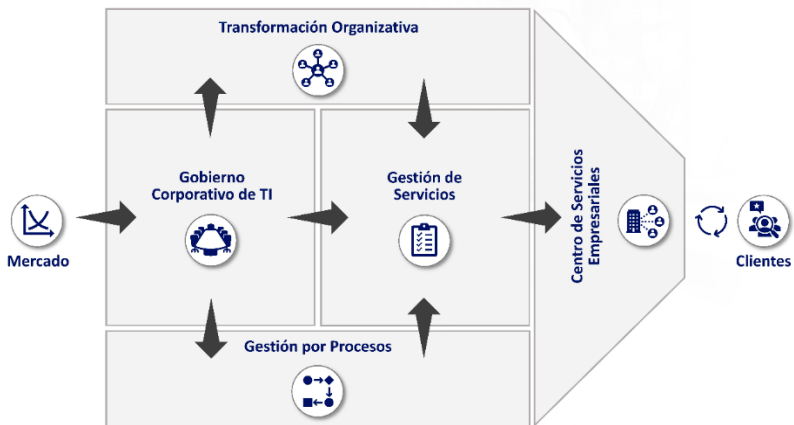 Transformación Organizativa
Gobierno
Corporativo de TI
Gestión de
Servicios
Centro de Servicios
Empresariales
Mercado
Clientes
Gestión por Procesos